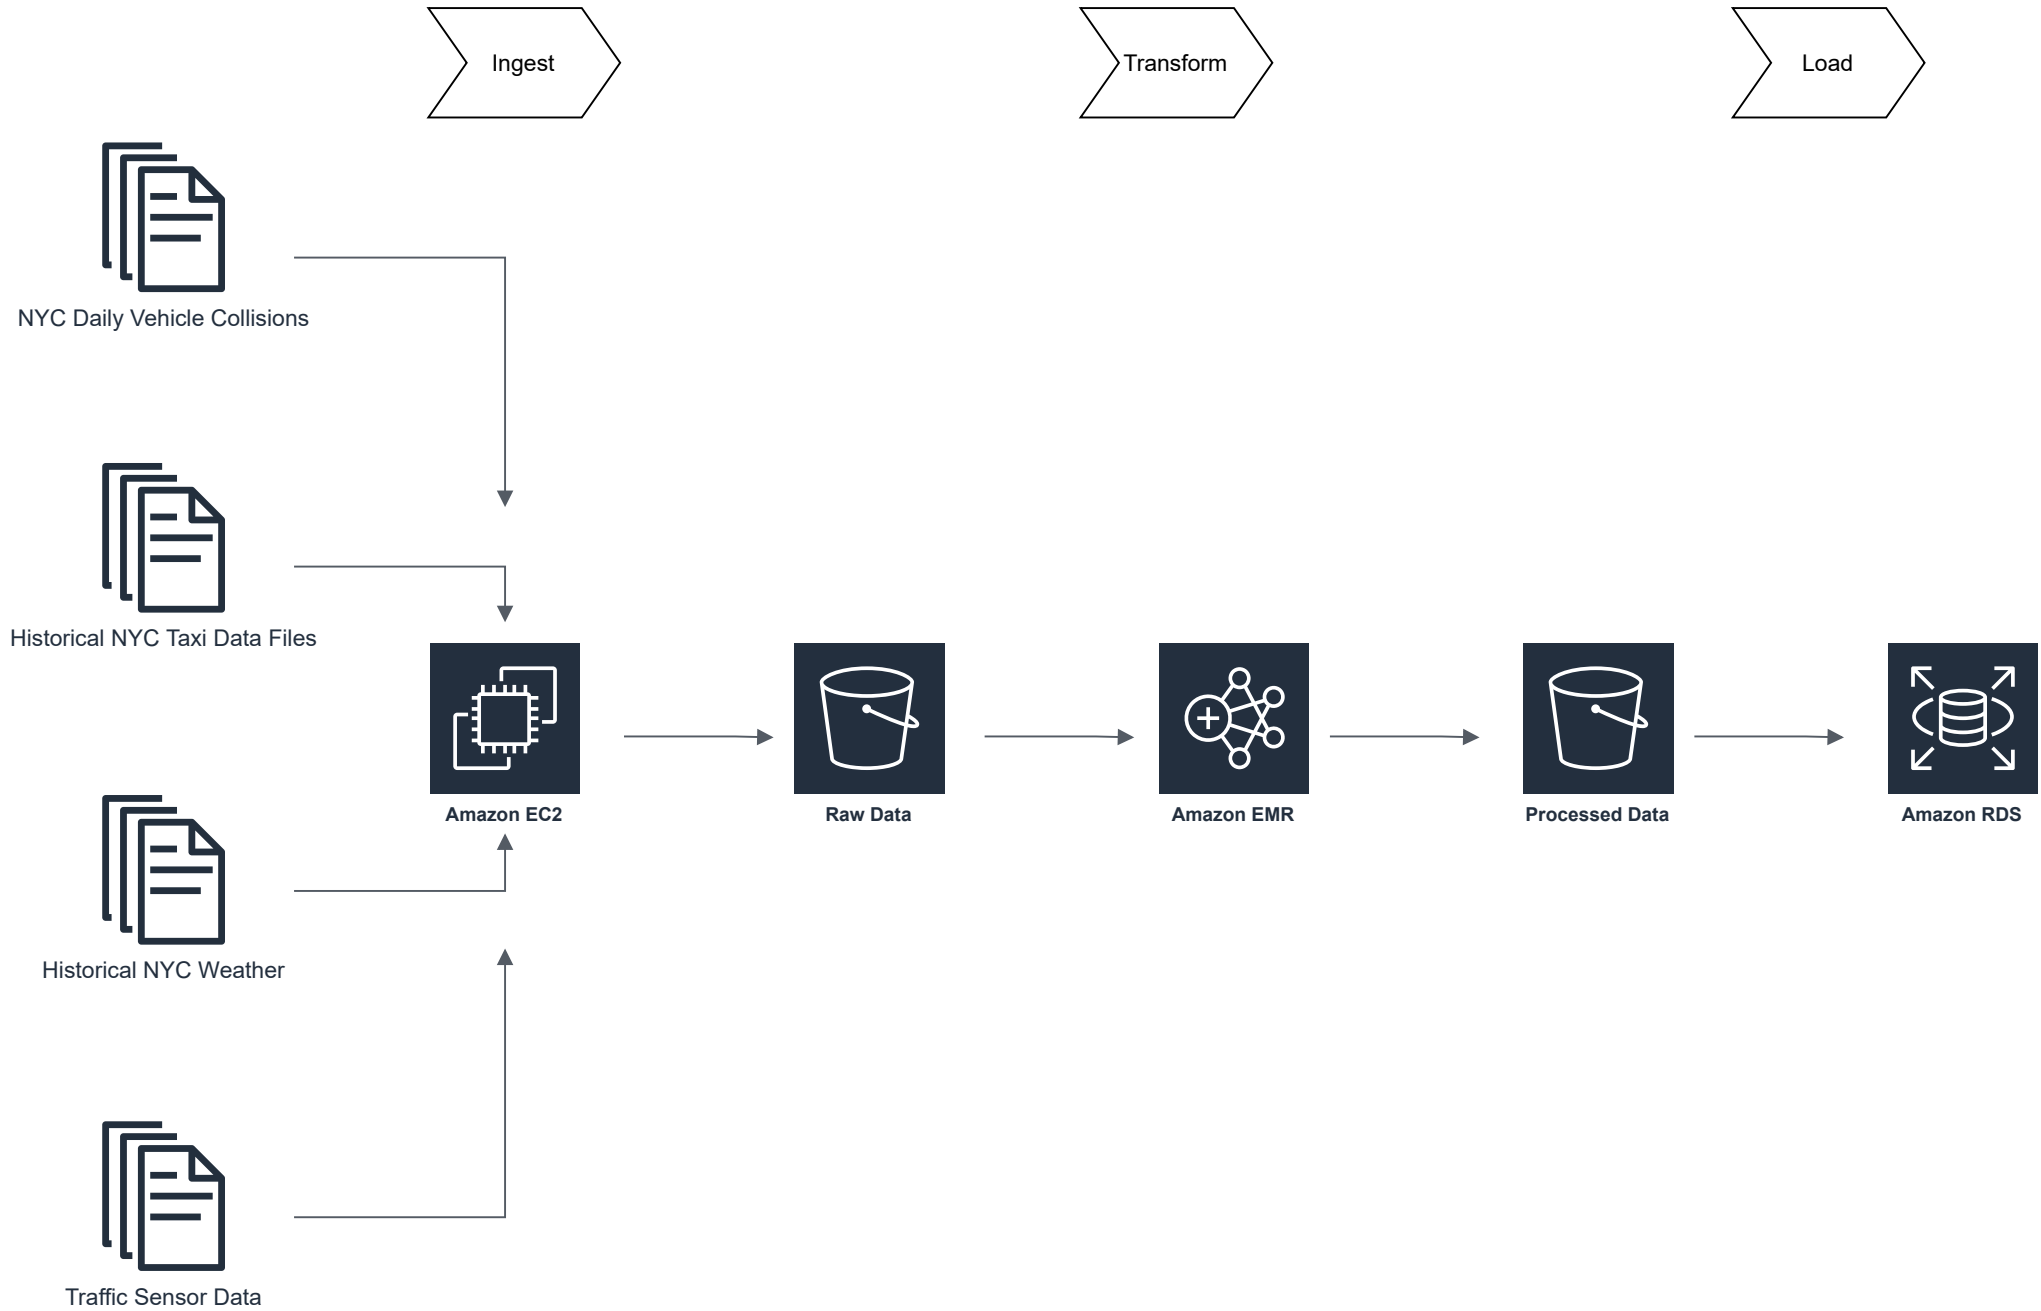 Ingest
Transform
Load
NYC Daily Vehicle Collisions
Historical NYC Taxi Data Files
Amazon EC2
Raw Data
Amazon EMR
Processed Data
Amazon RDS
Historical NYC Weather
Traffic Sensor Data